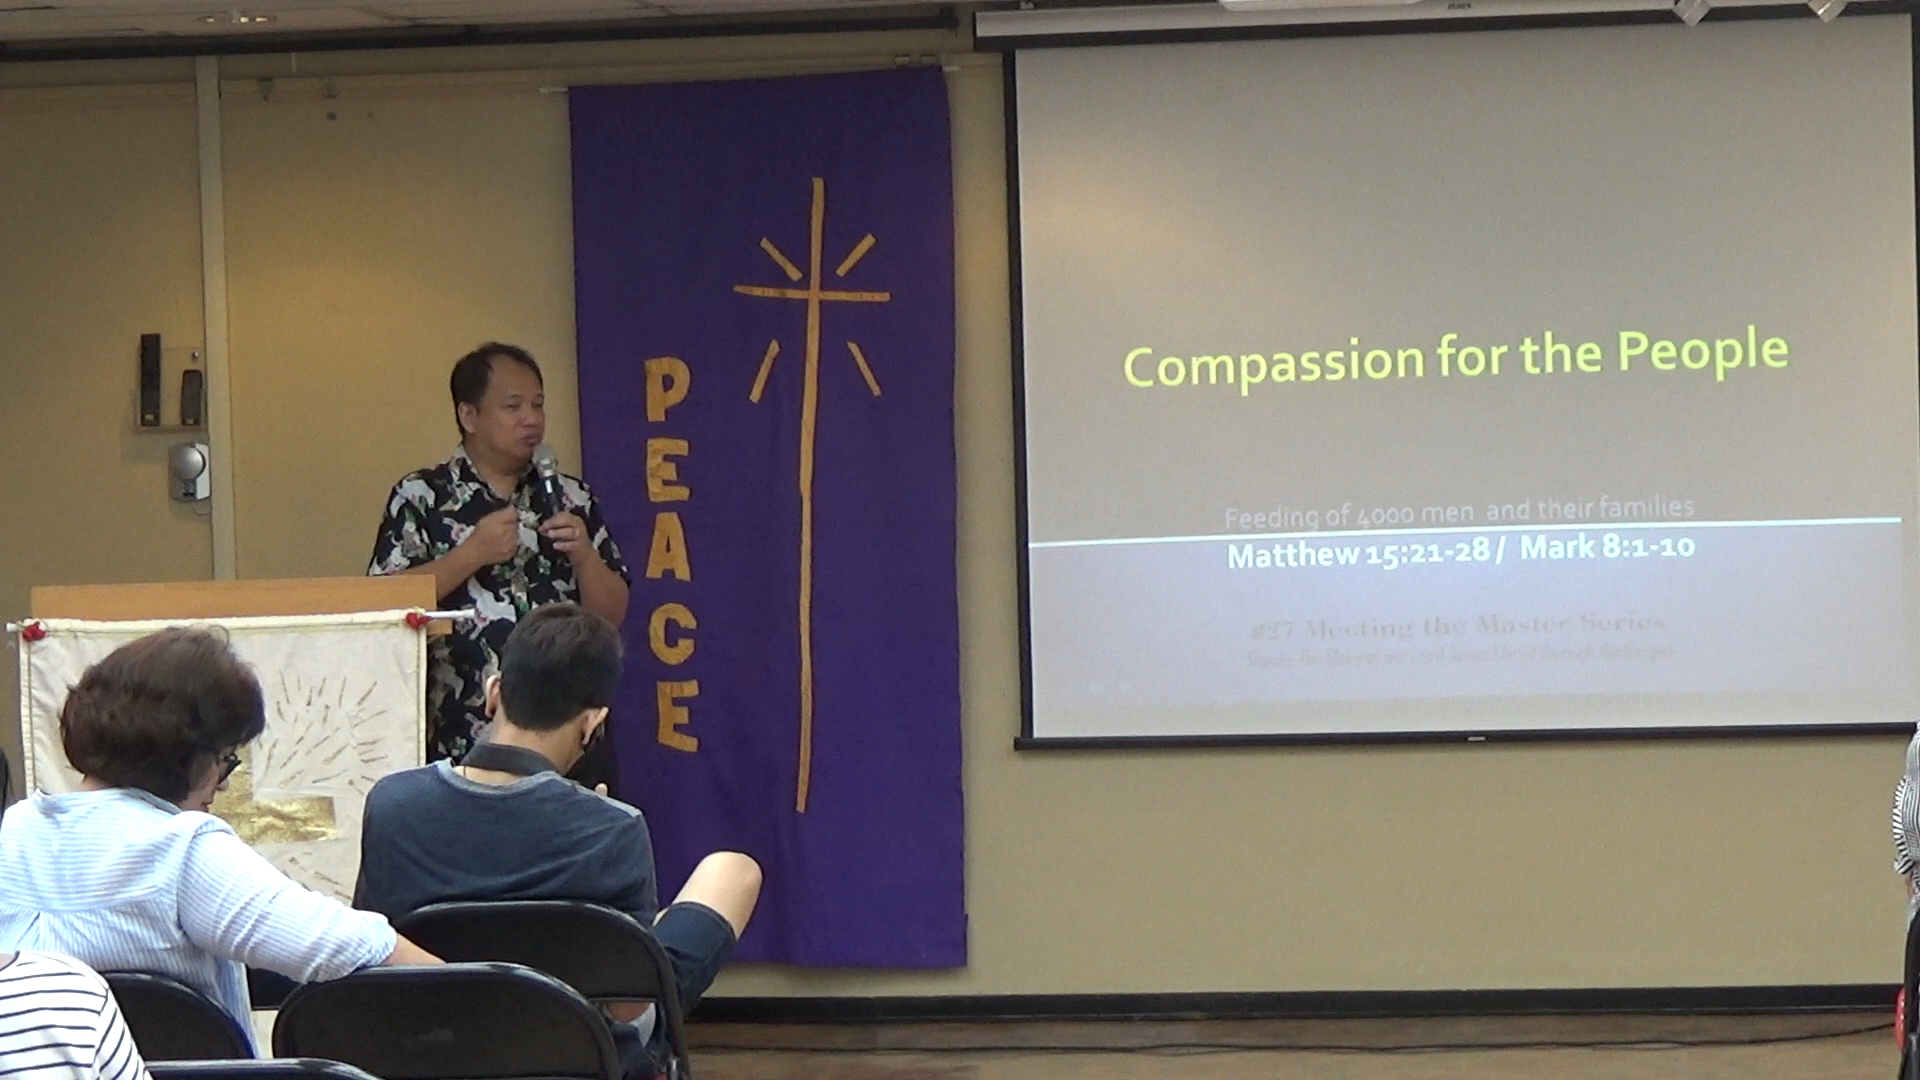 PEACE
Compassion for the People
Feeding of 4000 men and their families
Matthew 15:21-28 / Mark 8:1-10
#27 Meeting the Master Series